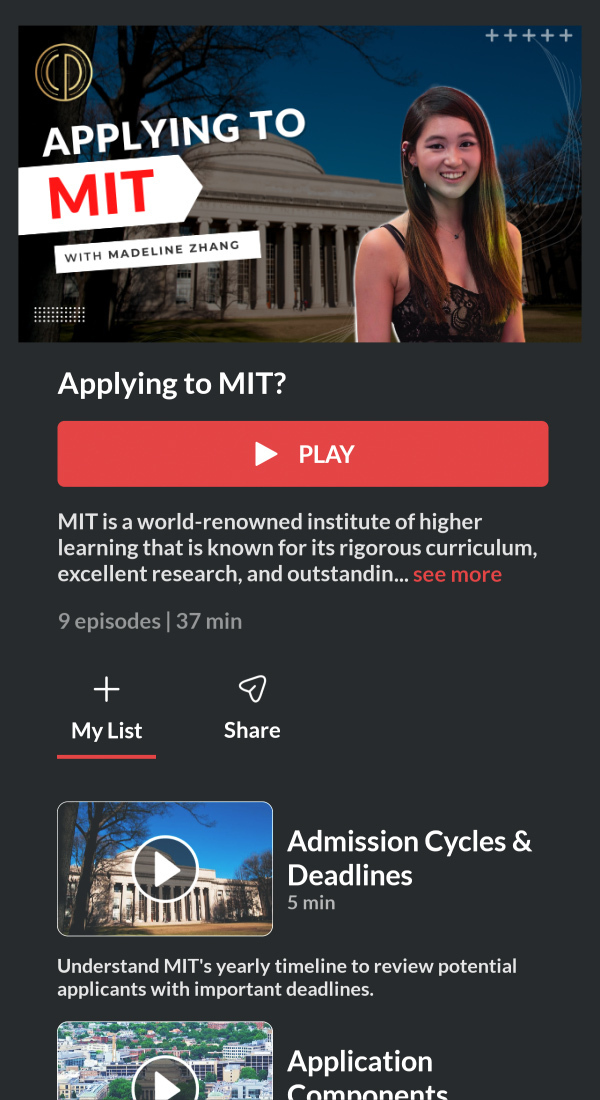 APPLYING TO
MIT
WITH MADELINE ZHANG
Applying to MIT?
PLAY
MIT is a world-renowned institute of higher
learning that is known for its rigorous curriculum,
excellent research, and outstandin... see more
9 episodes | 37 min
My List
Share
Admission Cycles &
Deadlines
5 min
Understand MIT's yearly timeline to review potential
applicants with important deadlines.
Application
Components